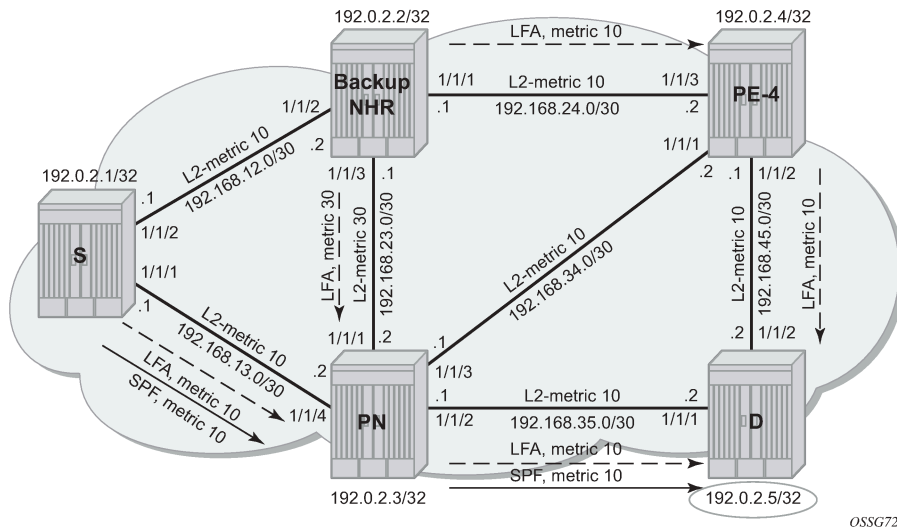 192.0.2.2/32
LFA, metric 10
192.0.2.4/32
Backup
NHR
1/1/1
L2-metric 10
1/1/3
PE-4
.1
192.168.24.0/30
.2
1/1/2
.2
L2-metric 10
192.168.12.0/30
1/1/3
.1
1/1/1
.2
.1
1/1/2
192.0.2.1/32
.1
S
1/1/2
1/1/1
.1
LFA, metric 30
L2-metric 30
192.168.23.0/30
L2-metric 10
192.168.34.0/30
L2-metric 10
192.168.45.0/30
LFA, metric 10
L2-metric 10
192.168.13.0/30
LFA, metric 10
SPF, metric 10
1/1/1
.2
.2
1/1/2
.2
1/1/4
PN
.1
1/1/3
.1
L2-metric 10
.2
1/1/2
192.168.35.0/30
1/1/1
D
LFA, metric 10
SPF, metric 10
192.0.2.3/32
192.0.2.5/32
OSSG72